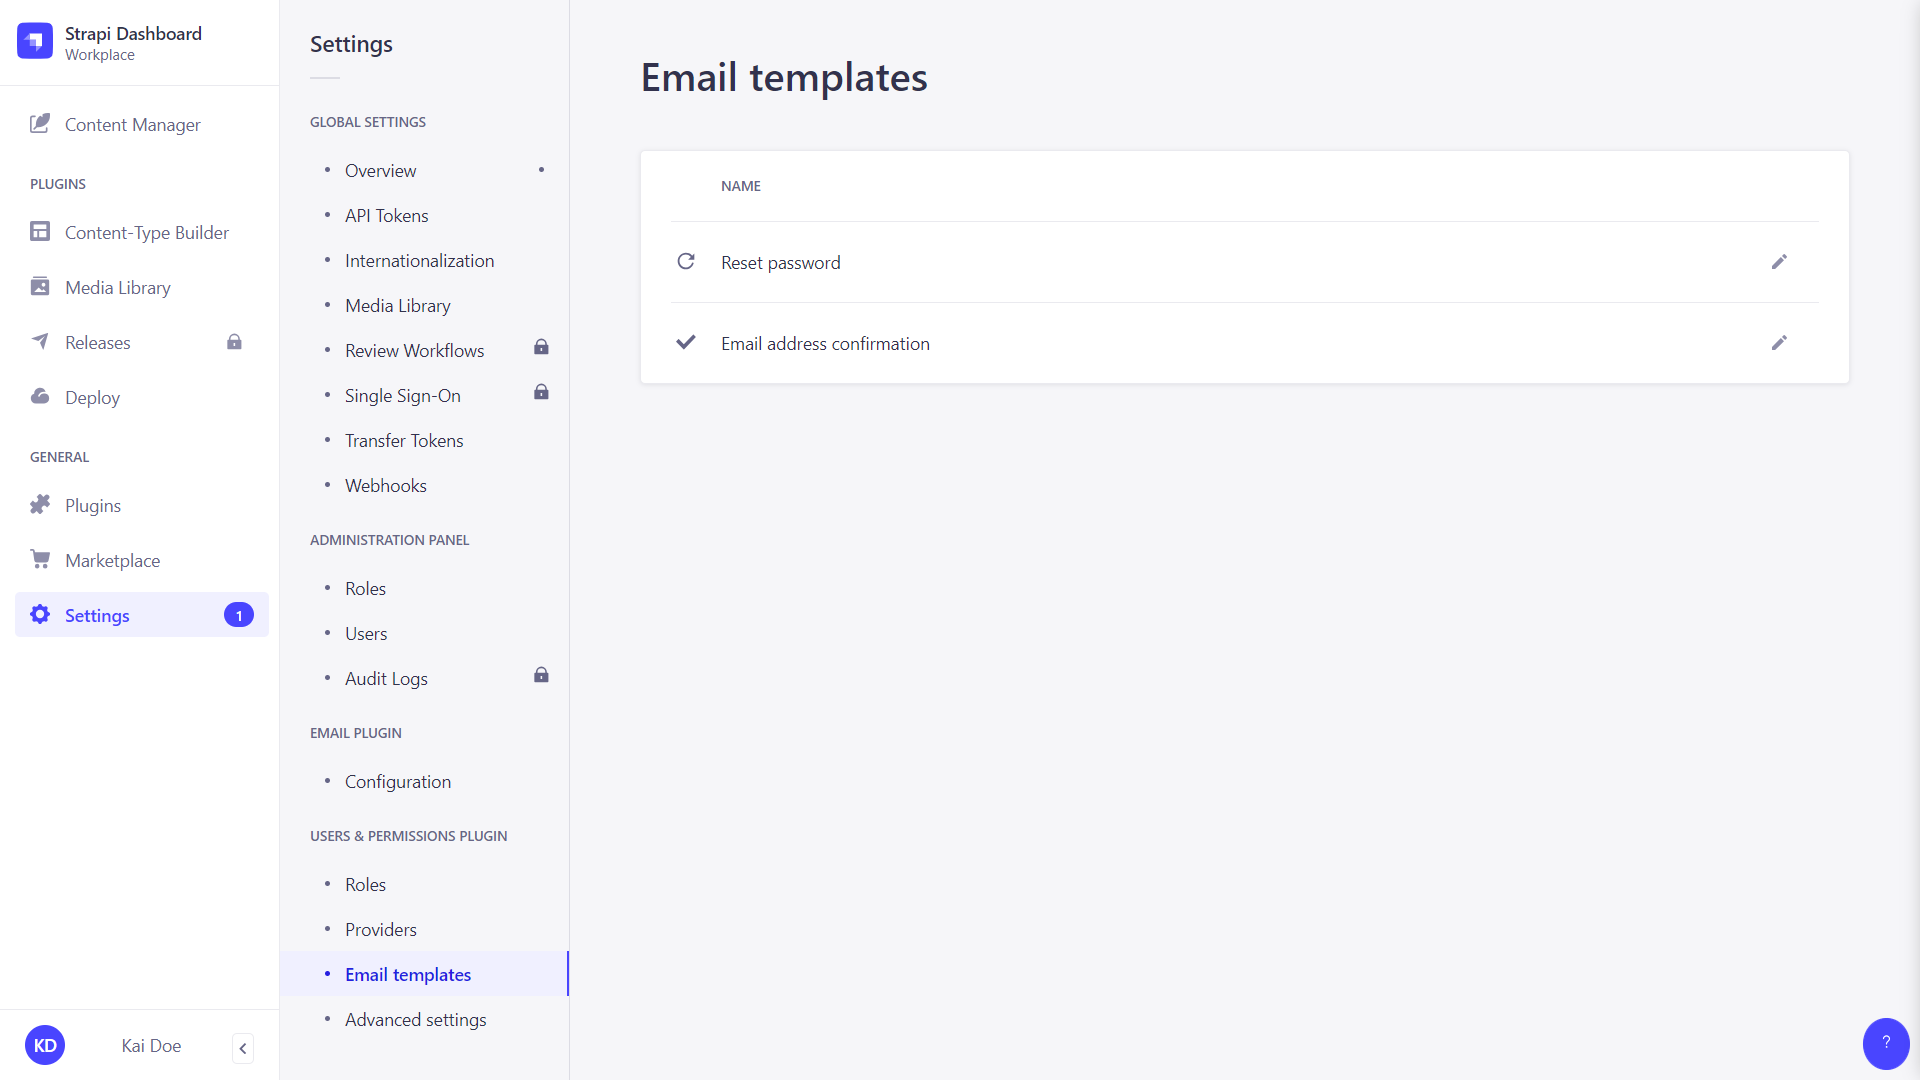 Strapi Dashboard
Workplace
Content Manager
PLUGINS
Content-Type Builder
Media Library
Releases
Deploy
GENERAL
Plugins
Marketplace
Settings
1
KD
Kai Doe
Settings
GLOBAL SETTINGS
Overview
API Tokens
Internationalization
Media Library
Review Workflows
Single Sign-On
Transfer Tokens
Webhooks
ADMINISTRATION PANEL
Roles
Users
Audit Logs
EMAIL PLUGIN
Configuration
USERS & PERMISSIONS PLUGIN
Roles
Providers
Email templates
Advanced settings
Email templates
NAME
Reset password
Email address confirmation
?